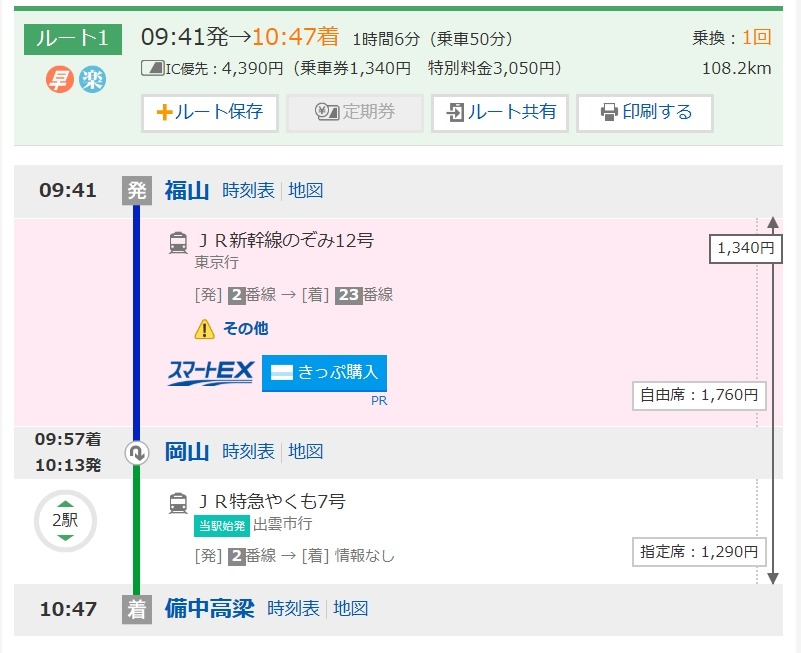 ルート1
09:41発→10:47着 1時間6分（乗車50分）
乗換：1回
早 楽
IC優先：4,390円（乗車券1,340円 特別料金3,050円）
108.2km
ルート保存
定期券
ルート共有
印刷する
09:41 発 福山 時刻表 地図
ＪＲ新幹線のぞみ12号
1,340円
東京行
[発] 2番線 → [着] 23番線
その他
スマートEX きっぷ購入
PR
自由席：1,760円
09:57着
10:13発
岡山 時刻表 地図
2駅
ＪＲ特急やくも7号
当駅始発 出雲市行
[発] 2番線 → [着] 情報なし
指定席：1,290円
10:47 着 備中高梁 時刻表 地図